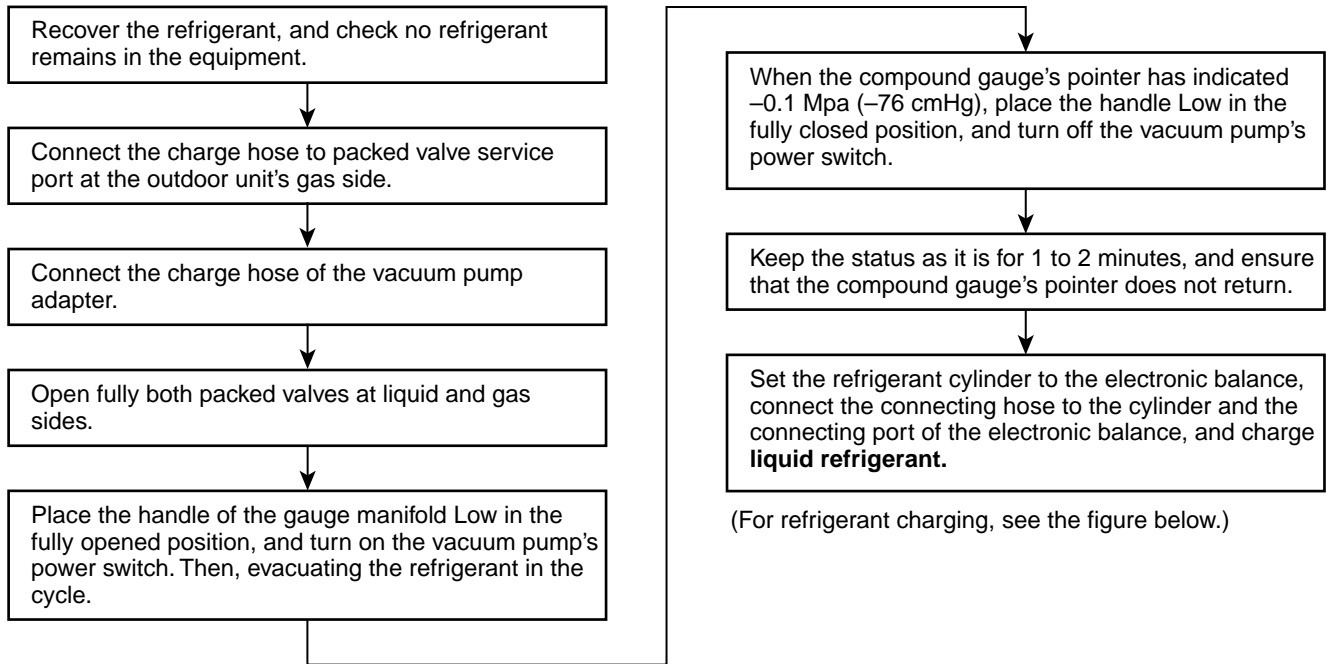 Recover the refrigerant, and check no refrigerant
remains in the equipment.
Connect the charge hose to packed valve service
port at the outdoor unit’s gas side.
Connect the charge hose of the vacuum pump
adapter.
Open fully both packed valves at liquid and gas
sides.
Place the handle of the gauge manifold Low in the
fully opened position, and turn on the vacuum pump’s
power switch. Then, evacuating the refrigerant in the
cycle.
When the compound gauge’s pointer has indicated
–0.1 Mpa (–76 cmHg), place the handle Low in the
fully closed position, and turn off the vacuum pump’s
power switch.
Keep the status as it is for 1 to 2 minutes, and ensure
that the compound gauge’s pointer does not return.
Set the refrigerant cylinder to the electronic balance,
connect the connecting hose to the cylinder and the
connecting port of the electronic balance, and charge
liquid refrigerant.
(For refrigerant charging, see the figure below.)